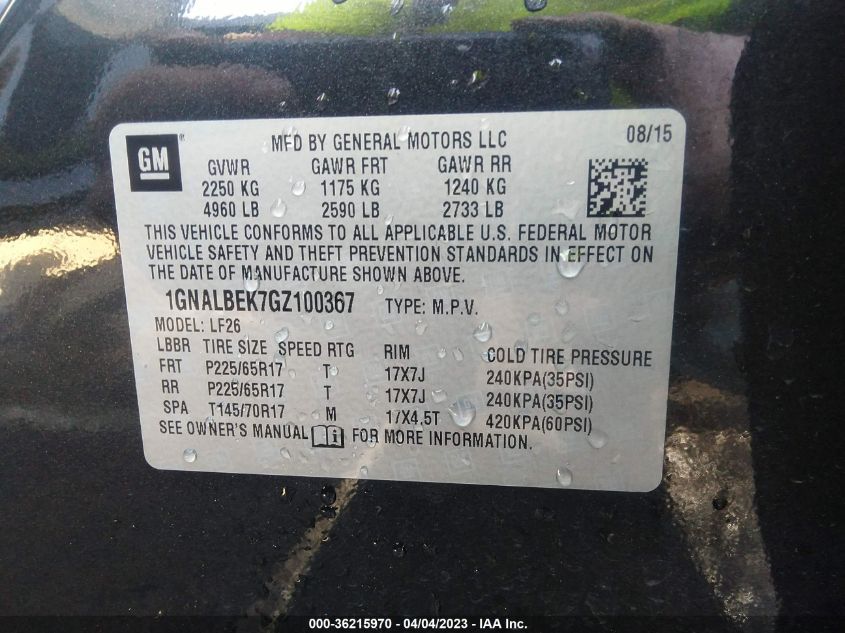 GM
MFD BY GENERAL MOTORS LLC
08/15
GVWR GAWR FRT GAWR RR
2250 KG 1175 KG 1240 KG
4960 LB 2590 LB 2733 LB
THIS VEHICLE CONFORMS TO ALL APPLICABLE U.S. FEDERAL MOTOR
VEHICLE SAFETY AND THEFT PREVENTION STANDARDS IN EFFECT ON
THE DATE OF MANUFACTURE SHOWN ABOVE.
1GNALBEK7GZ100367 TYPE: M.P.V.
MODEL: LF26
LBBR TIRE SIZE SPEED RTG RIM COLD TIRE PRESSURE
FRT P225/65R17 T 17X7J 240KPA(35PSI)
RR P225/65R17 T 17X7J 240KPA(35PSI)
SPA T145/70R17 M 17X4.5T 420KPA(60PSI)
SEE OWNER'S MANUAL FOR MORE INFORMATION.
000-36215970 - 04/04/2023 - IAA Inc.